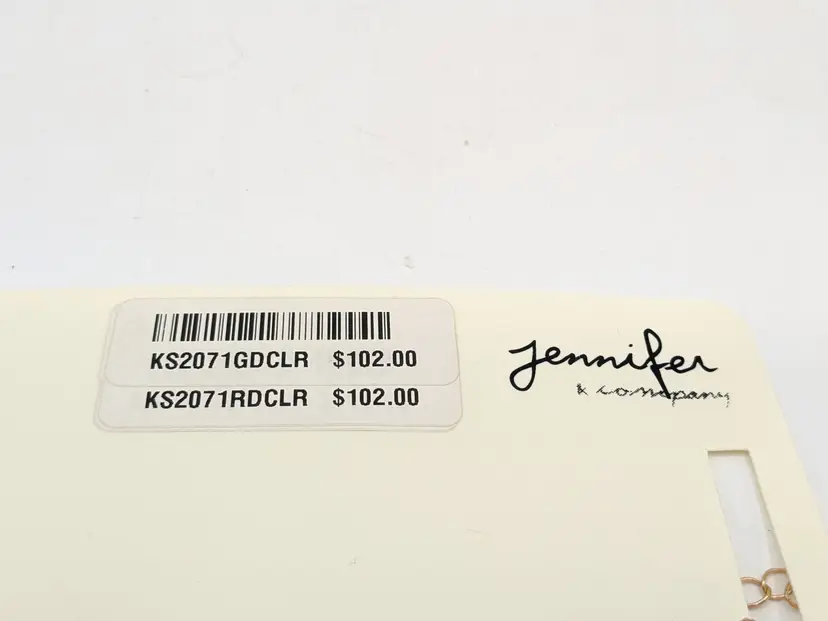 KS2071GDCLR $102.00
KS2071RDCLR $102.00
Jennifer
& company